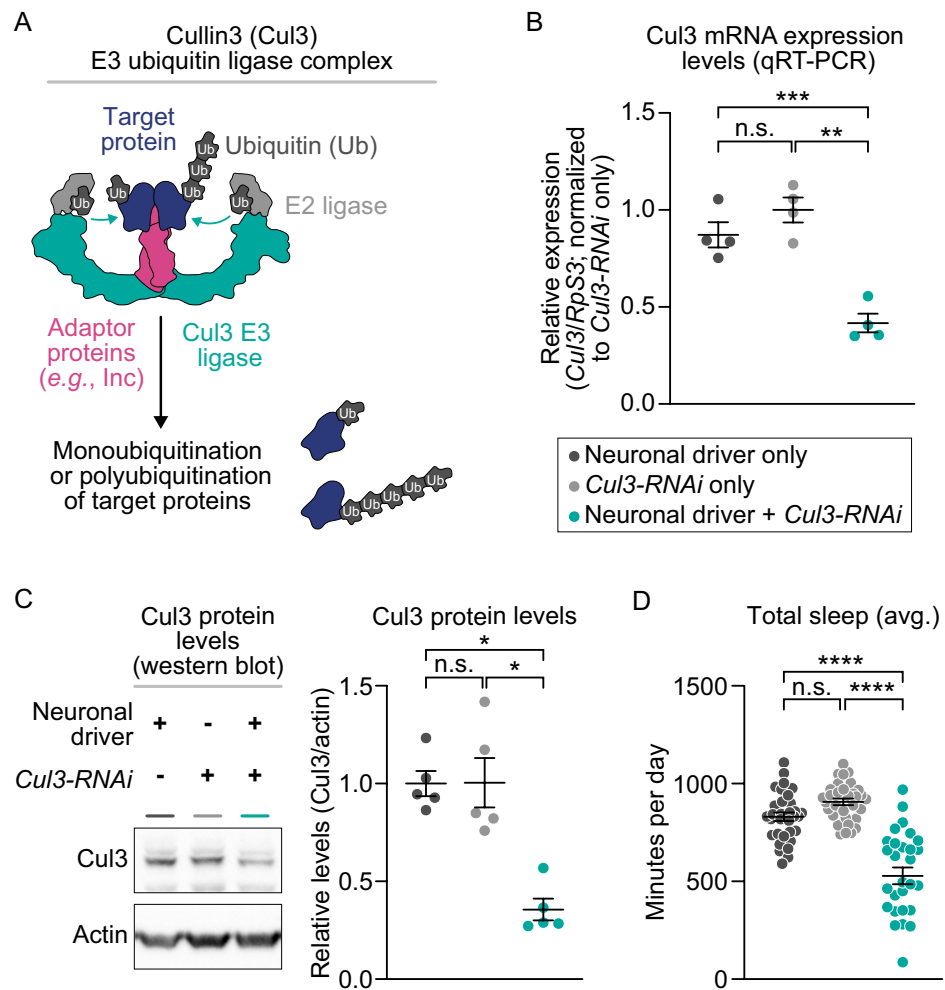 A
Cullin3 (Cul3)
E3 ubiquitin ligase complex
Target
protein
Ubiquitin (Ub)
E2 ligase
Ub
Ub
Ub
Ub
Ub
Ub
Ub
Adaptor
proteins
(e.g., Inc)
Cul3 E3
ligase
Monoubiquitination
or polyubiquitination
of target proteins
Ub
Ub Ub Ub Ub Ub
B
Cul3 mRNA expression
levels (qRT-PCR)
***
n.s. **
Relative expression
(Cul3/RpS3; normalized
to Cul3-RNAi only)
1.5
1.0
0.5
0.0
Neuronal driver only
Cul3-RNAi only
Neuronal driver + Cul3-RNAi
C
Cul3 protein
levels
(western blot)
Neuronal
driver
+ - +
Cul3-RNAi - + +
Cul3
Actin
Cul3 protein levels
*
n.s. *
Relative levels (Cul3/actin)
1.5
1.0
0.5
0.0
D
Total sleep (avg.)
****
n.s. ****
Minutes per day
1500
1000
500
0